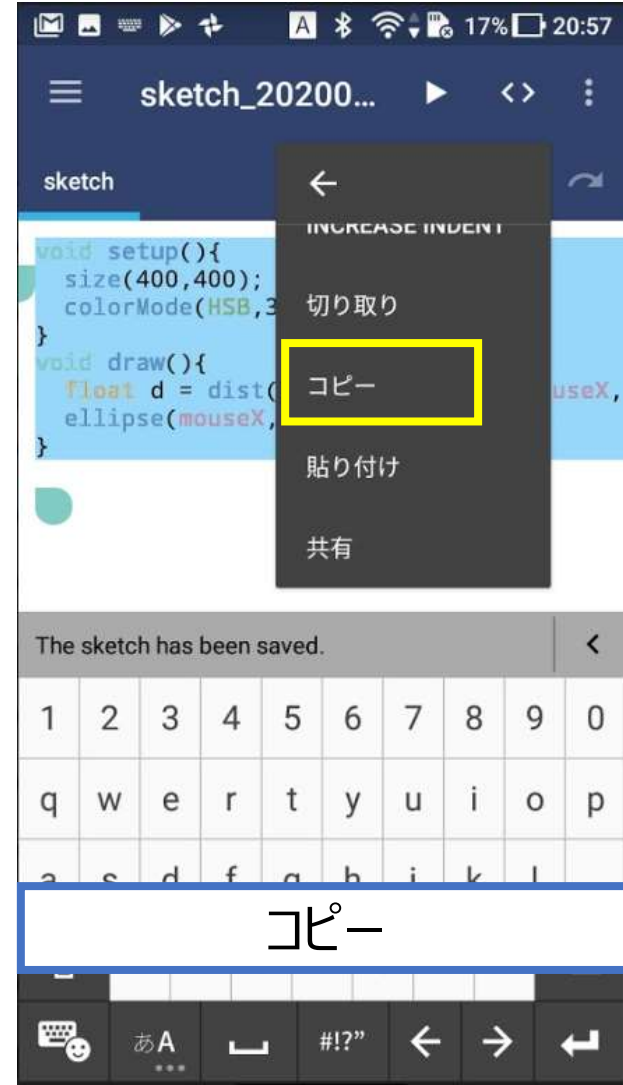 A 17% 20:57
sketch_20200...
sketch
INCREASE INDENT
切り取り
コピー
貼り付け
共有
void setup(){
size(400,400);
colorMode(HSB,3
}
void draw(){
float d = dist( useX,
ellipse(mouseX,
}
The sketch has been saved.
1 2 3 4 5 6 7 8 9 0
q w e r t y u i o p
a s d f g h j k l
コピー
あA #!?”